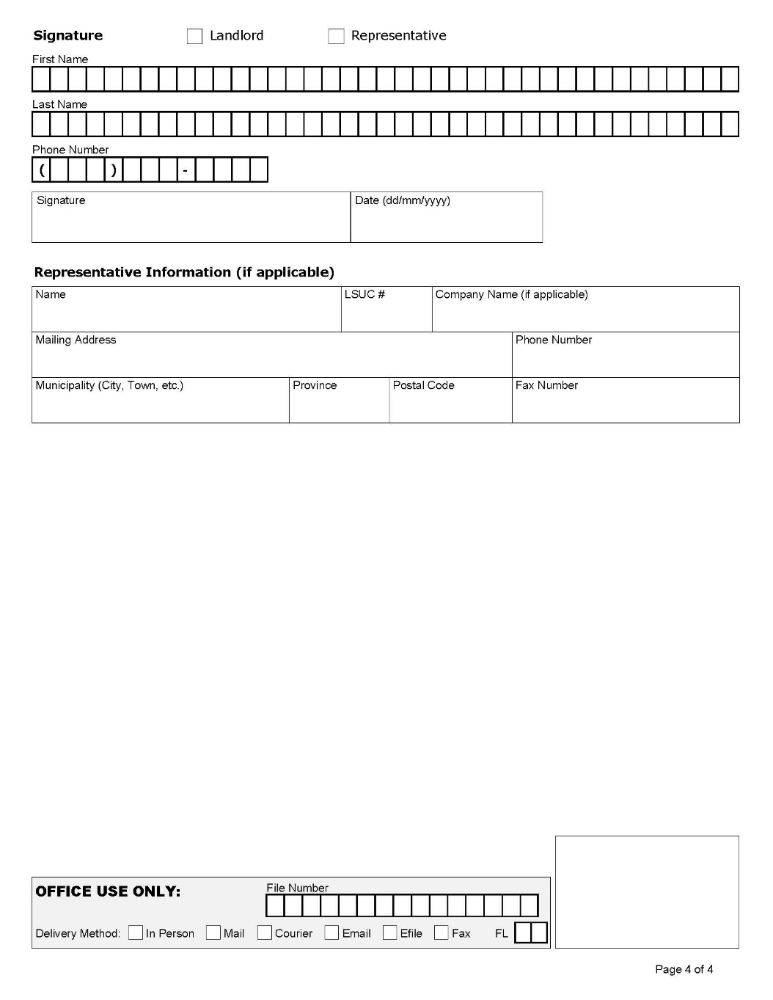 Signature Landlord Representative
First Name
Last Name
Phone Number
( ) -
Signature Date (dd/mm/yyyy)
Representative Information (if applicable)
Name LSUC # Company Name (if applicable)
Mailing Address Phone Number
Municipality (City, Town, etc.) Province Postal Code Fax Number
OFFICE USE ONLY: File Number
Delivery Method: In Person Mail Courier Email Efile Fax FL
Page 4 of 4